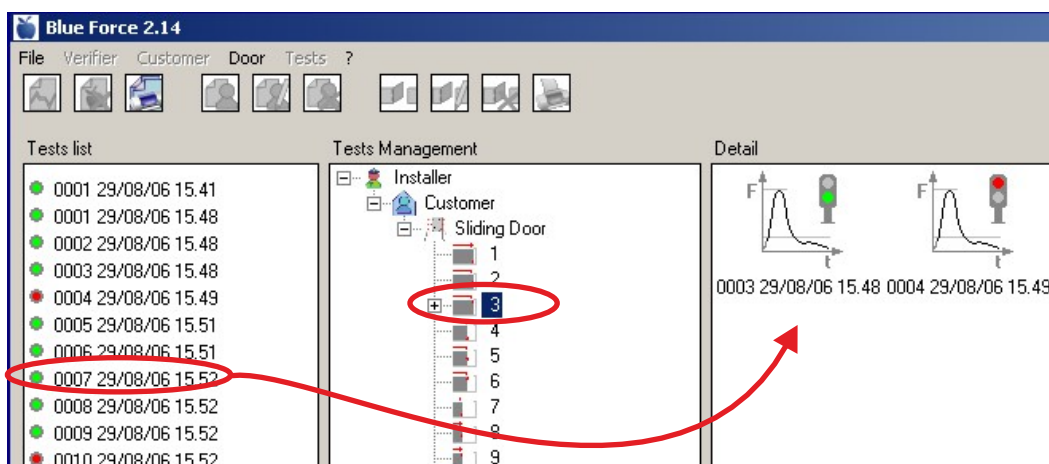 Blue Force 2.14
File Verifier Customer Door Tests ?
Tests list
0001 29/08/06 15.41
0001 29/08/06 15.48
0002 29/08/06 15.48
0003 29/08/06 15.48
0004 29/08/06 15.49
0005 29/08/06 15.51
0006 29/08/06 15.51
0007 29/08/06 15.52
0008 29/08/06 15.52
0009 29/08/06 15.52
0010 29/08/06 15.52
Tests Management
Installer
Customer
Sliding Door
1
2
3
4
5
6
7
8
9
Detail
F
t
F
t
0003 29/08/06 15.48 0004 29/08/06 15.49